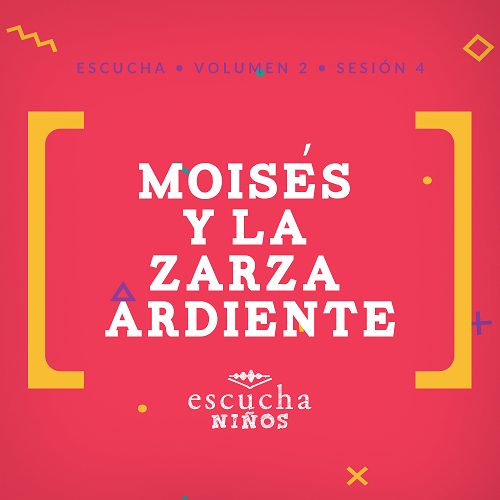 ESCUCHA • VOLUMEN 2 • SESIÓN 4
MOISÉS
Y LA
ZARZA
ARDIENTE
escucha
NIÑOS